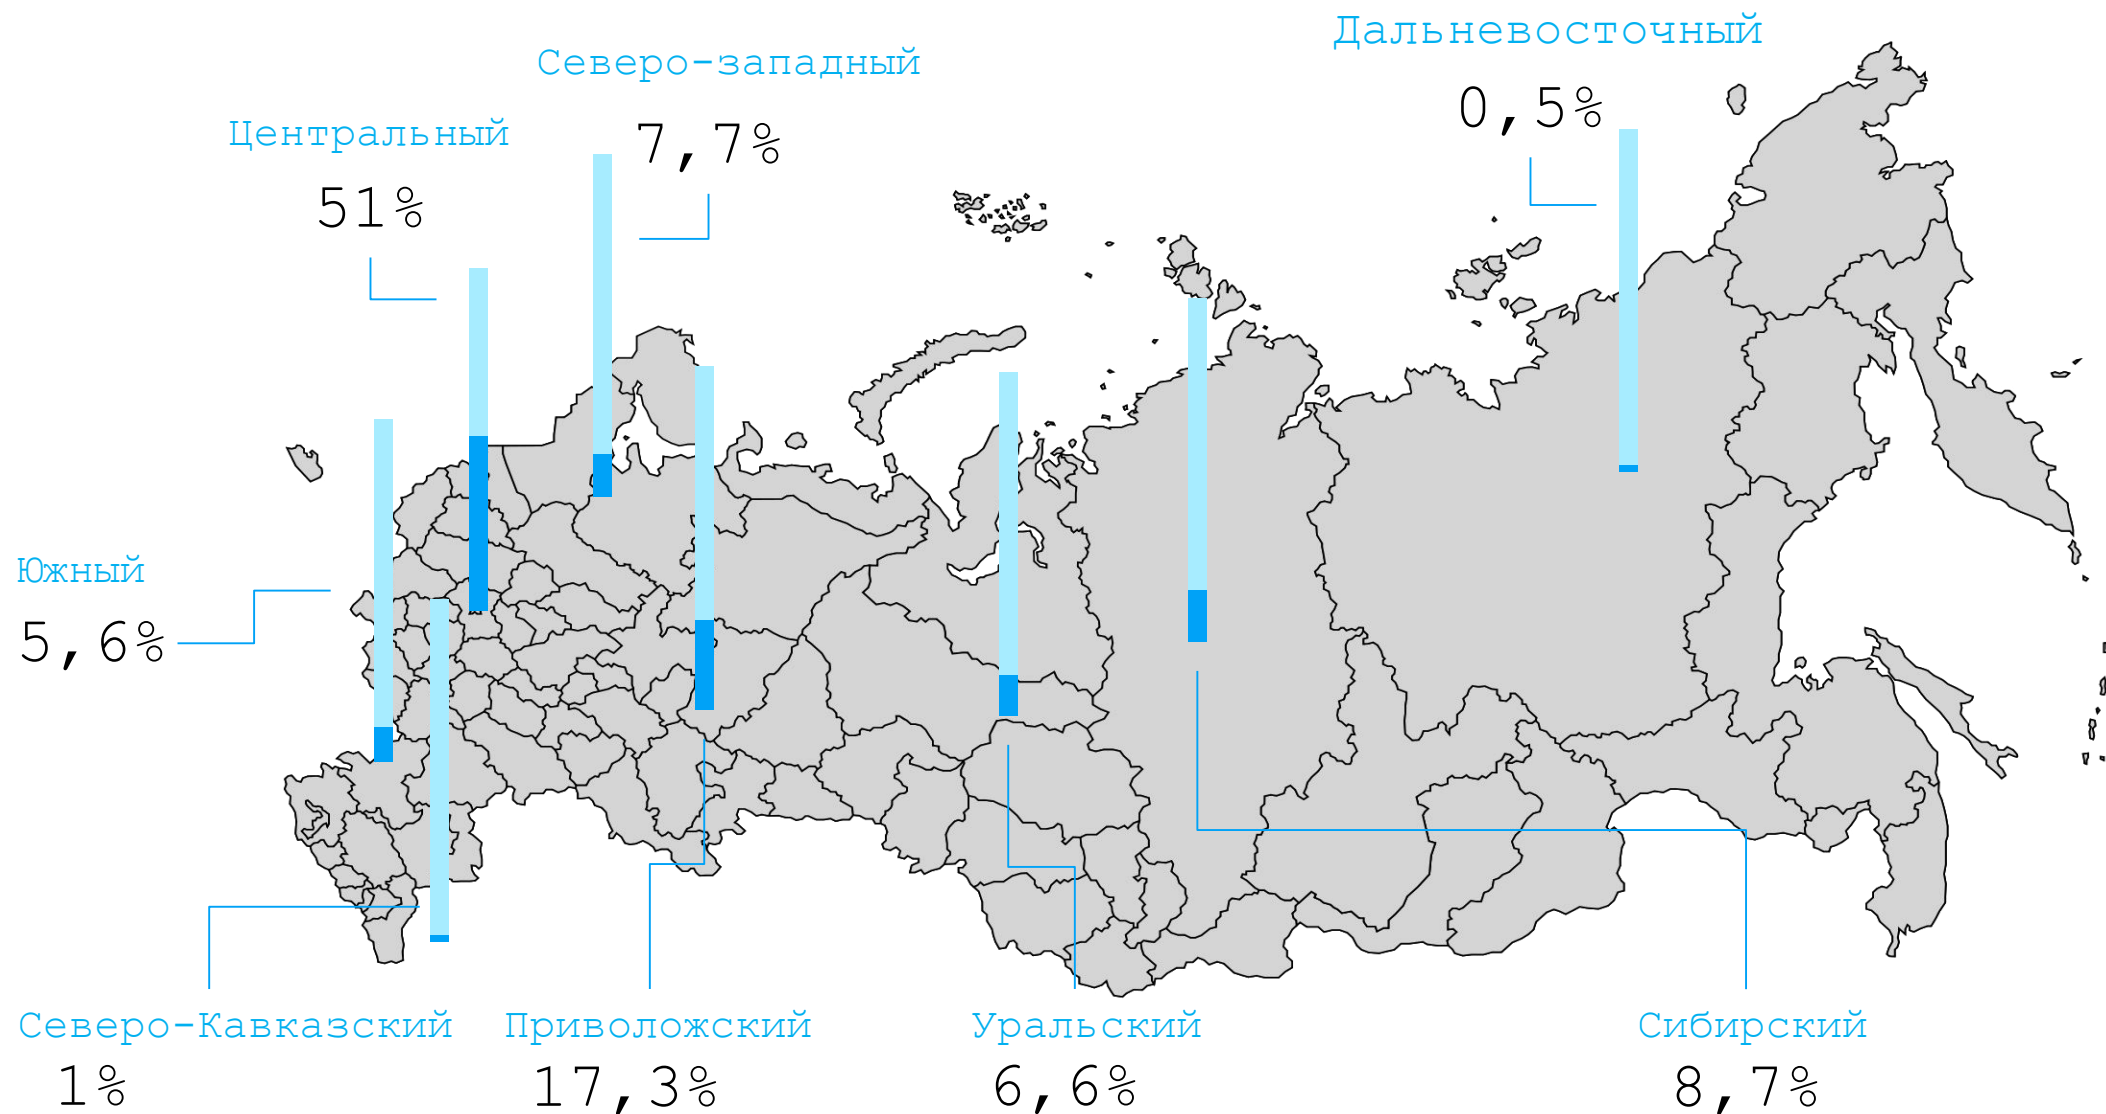 Дальневосточный
0,5%
Северо-западный
7,7%
Центральный
51%
Южный
5,6%
Северо-Кавказский
1%
Приволожский
17,3%
Уральский
6,6%
Сибирский
8,7%